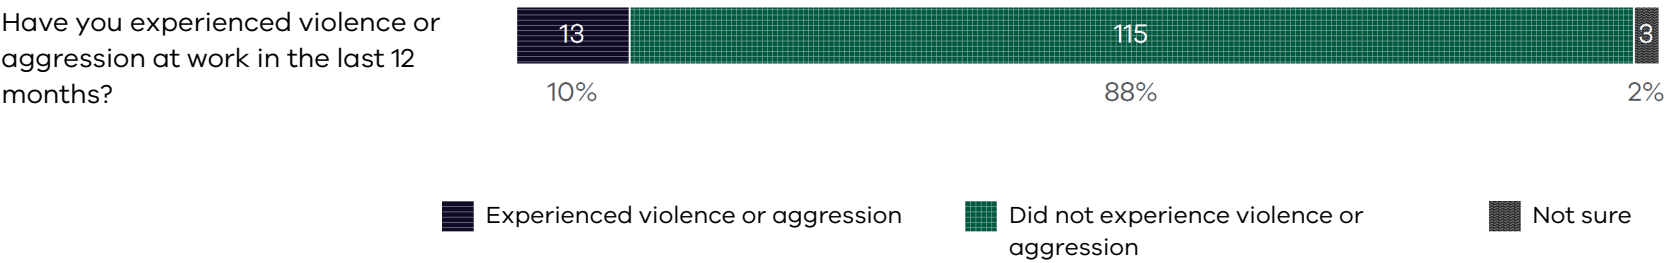 Have you experienced violence or
aggression at work in the last 12
months?
13
115
3
10%
88%
2%
Experienced violence or aggression
Did not experience violence or
aggression
Not sure